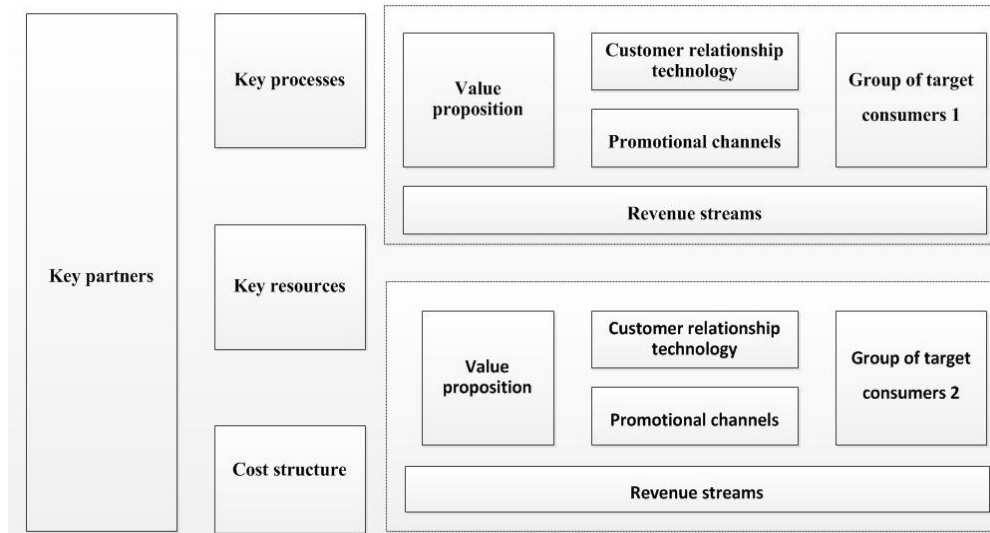 Key partners
Key processes
Key resources
Cost structure
Value
proposition
Customer relationship
technology
Promotional channels
Group of target
consumers 1
Revenue streams
Value
proposition
Customer relationship
technology
Promotional channels
Group of target
consumers 2
Revenue streams